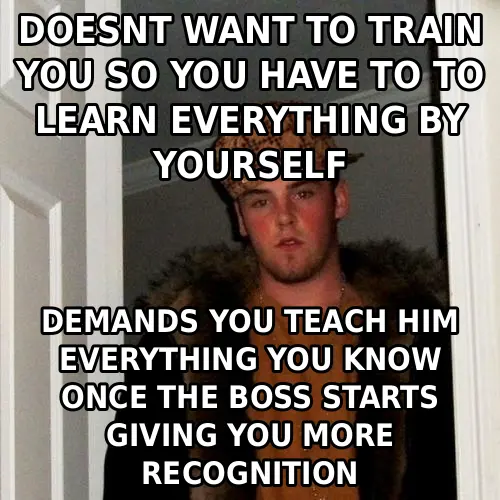 DOESNT WANT TO TRAIN
YOU SO YOU HAVE TO TO
LEARN EVERYTHING BY
YOURSELF
DEMANDS YOU TEACH HIM
EVERYTHING YOU KNOW
ONCE THE BOSS STARTS
GIVING YOU MORE
RECOGNITION